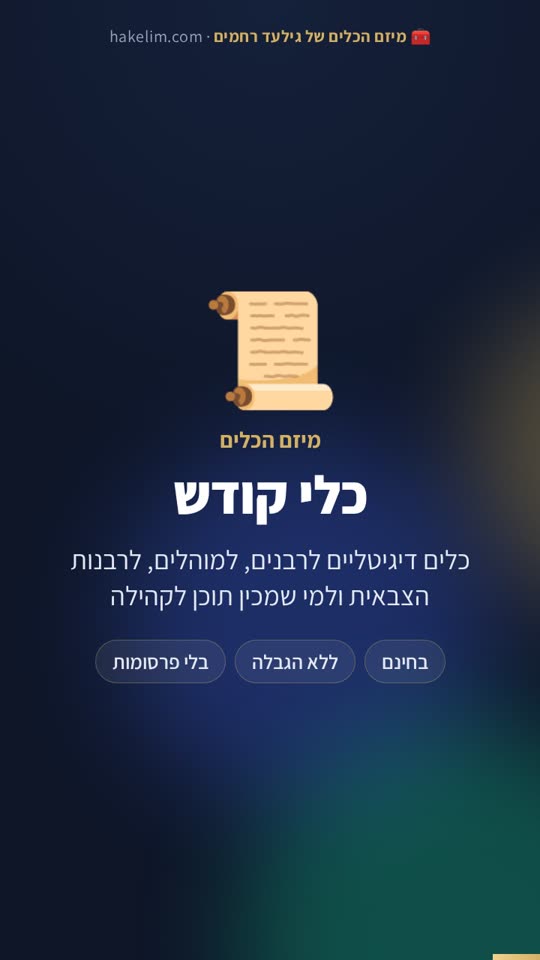 🧰 מיזם הכלים של גילעד רחמים · hakelim.com
מיזם הכלים
כלי קודש
כלים דיגיטליים לרבנים, למוהלים, לרבנות
הצבאית ולמי שמכין תוכן לקהילה
בחינם
ללא הגבלה
בלי פרסומות